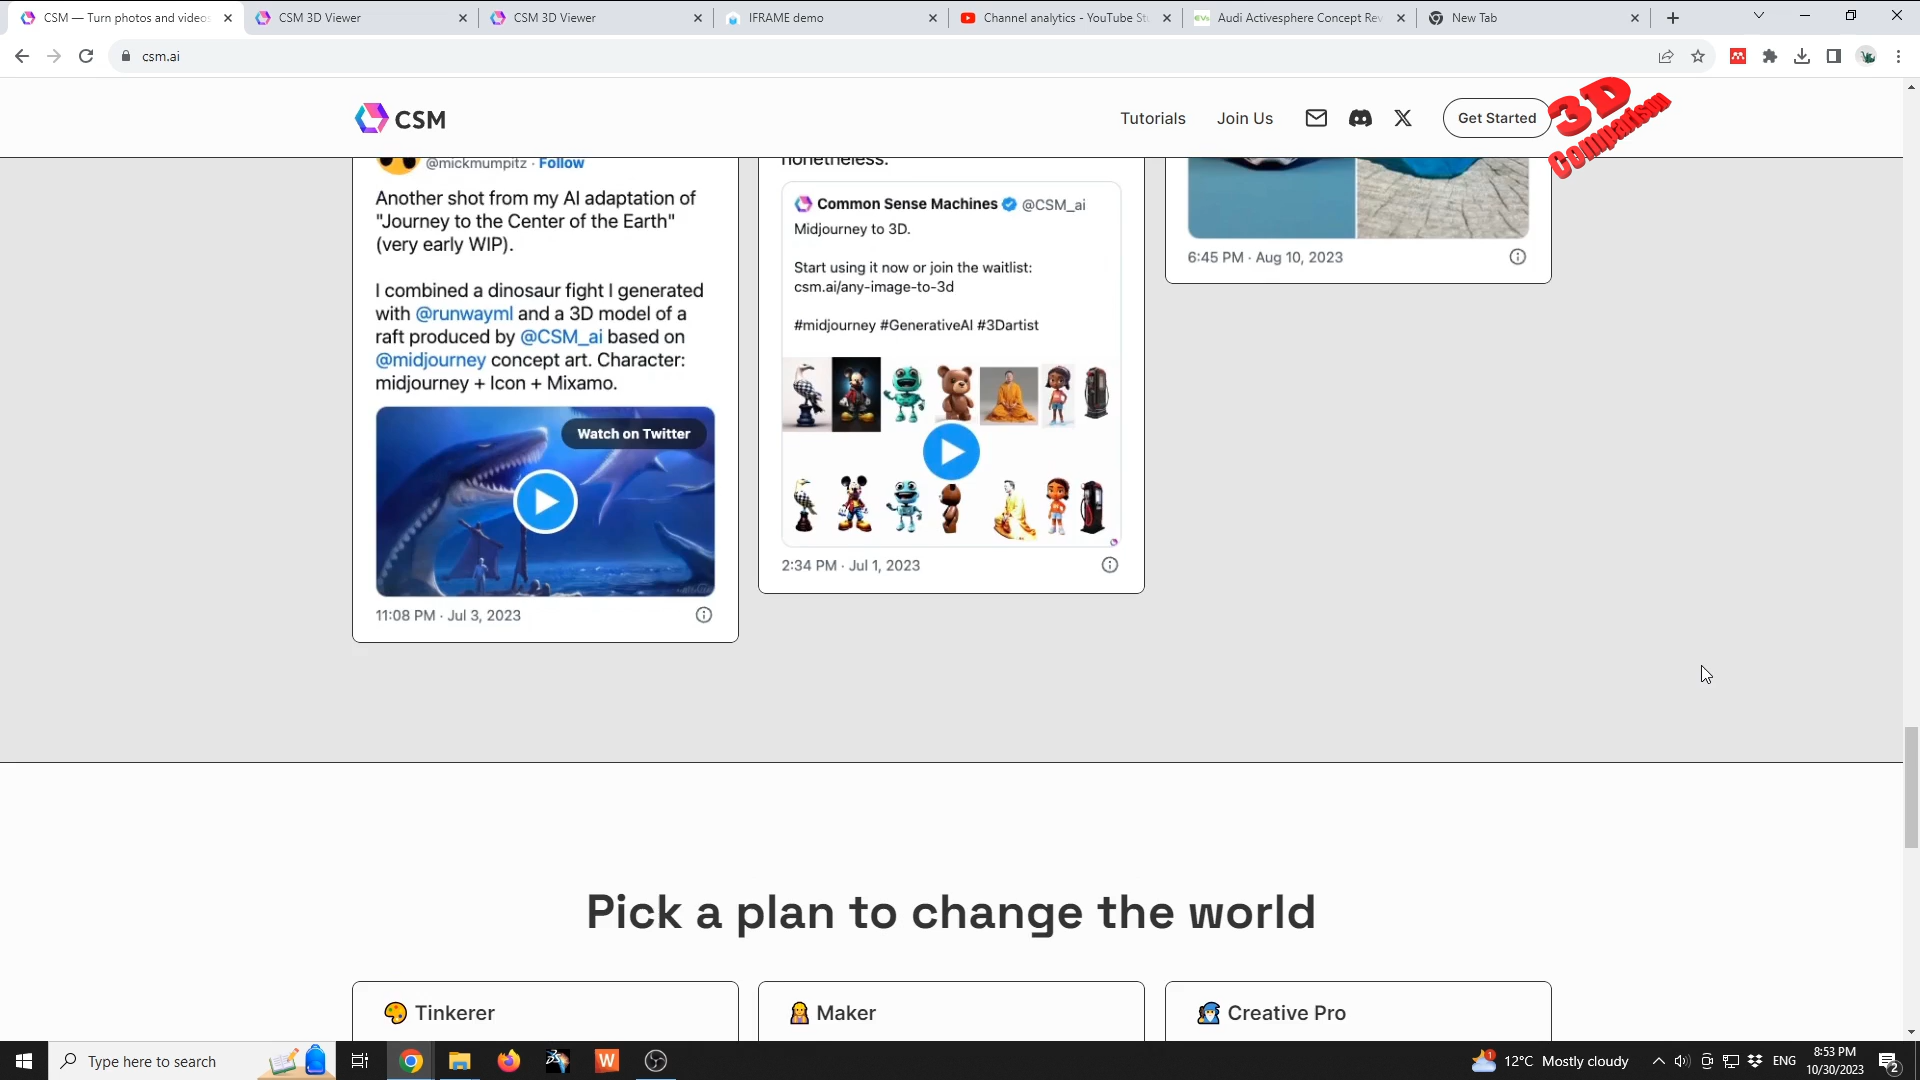 CSM — Turn photos and videos
CSM 3D Viewer
CSM 3D Viewer
IFRAME demo
Channel analytics - YouTube St
Audi Activesphere Concept Rev
New Tab
csm.ai
CSM
Tutorials
Join Us
Get Started
3D
Comparison
@mickmumpitz · Follow
Another shot from my AI adaptation of
"Journey to the Center of the Earth"
(very early WIP).
I combined a dinosaur fight I generated
with @runwayml and a 3D model of a
raft produced by @CSM_ai based on
@midjourney concept art. Character:
midjourney + Icon + Mixamo.
Watch on Twitter
11:08 PM · Jul 3, 2023
nonetheless.
Common Sense Machines @CSM_ai
Midjourney to 3D.
Start using it now or join the waitlist:
csm.ai/any-image-to-3d
#midjourney #GenerativeAI #3Dartist
2:34 PM · Jul 1, 2023
6:45 PM · Aug 10, 2023
Pick a plan to change the world
Tinkerer
Maker
Creative Pro
Type here to search
W
1
12°C Mostly cloudy
ENG
8:53 PM
10/30/2023
2